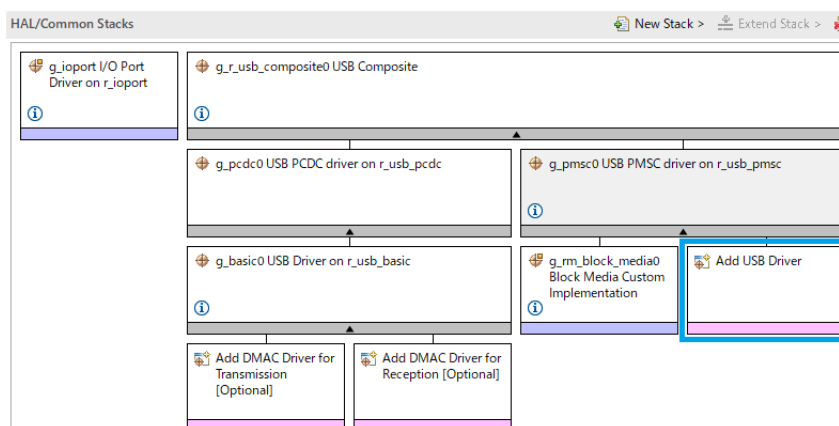 HAL/Common Stacks
New Stack >
Extend Stack >
g_ioport I/O Port
Driver on r_ioport
g_r_usb_composite0 USB Composite
g_pcdc0 USB PCDC driver on r_usb_pcdc
g_pmsc0 USB PMSC driver on r_usb_pmsc
g_basic0 USB Driver on r_usb_basic
g_rm_block_media0
Block Media Custom
Implementation
Add USB Driver
Add DMAC Driver for
Transmission
[Optional]
Add DMAC Driver for
Reception [Optional]